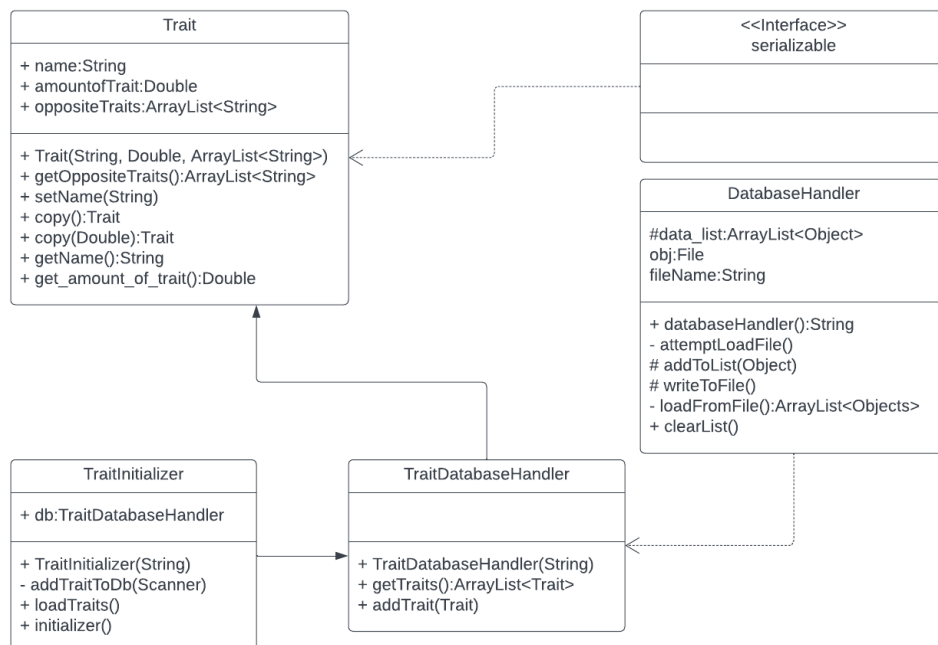 Trait
+ name:String
+ amountofTrait:Double
+ oppositeTraits:ArrayList<String>
+ Trait(String, Double, ArrayList<String>)
+ getOppositeTraits():ArrayList<String>
+ setName(String)
+ copy():Trait
+ copy(Double):Trait
+ getName():String
+ get_amount_of_trait():Double
<<Interface>>
serializable
DatabaseHandler
#data_list:ArrayList<Object>
obj:File
fileName:String
+ databaseHandler():String
- attemptLoadFile()
# addToList(Object)
# writeToFile()
- loadFromFile():ArrayList<Objects>
+ clearList()
TraitInitializer
+ db:TraitDatabaseHandler
+ TraitInitializer(String)
- addTraitToDb(Scanner)
+ loadTraits()
+ initializer()
TraitDatabaseHandler
+ TraitDatabaseHandler(String)
+ getTraits():ArrayList<Trait>
+ addTrait(Trait)